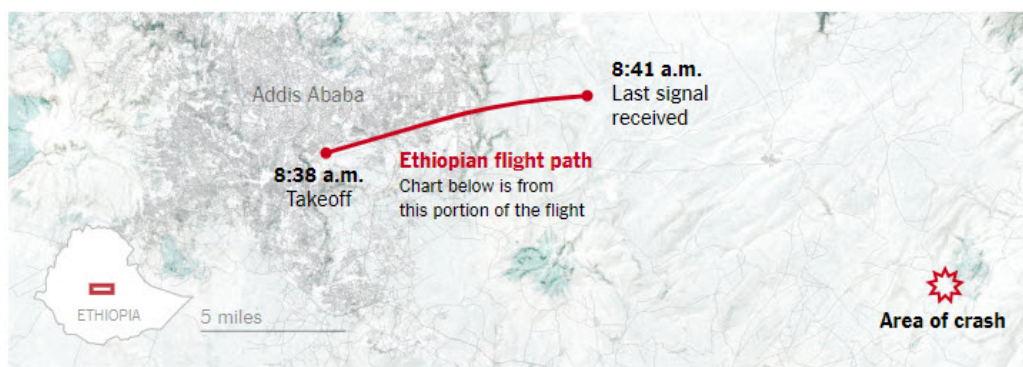 Addis Ababa
8:41 a.m.
Last signal
received
8:38 a.m.
Takeoff
Ethiopian flight path
Chart below is from
this portion of the flight
ETHIOPIA
5 miles
Area of crash